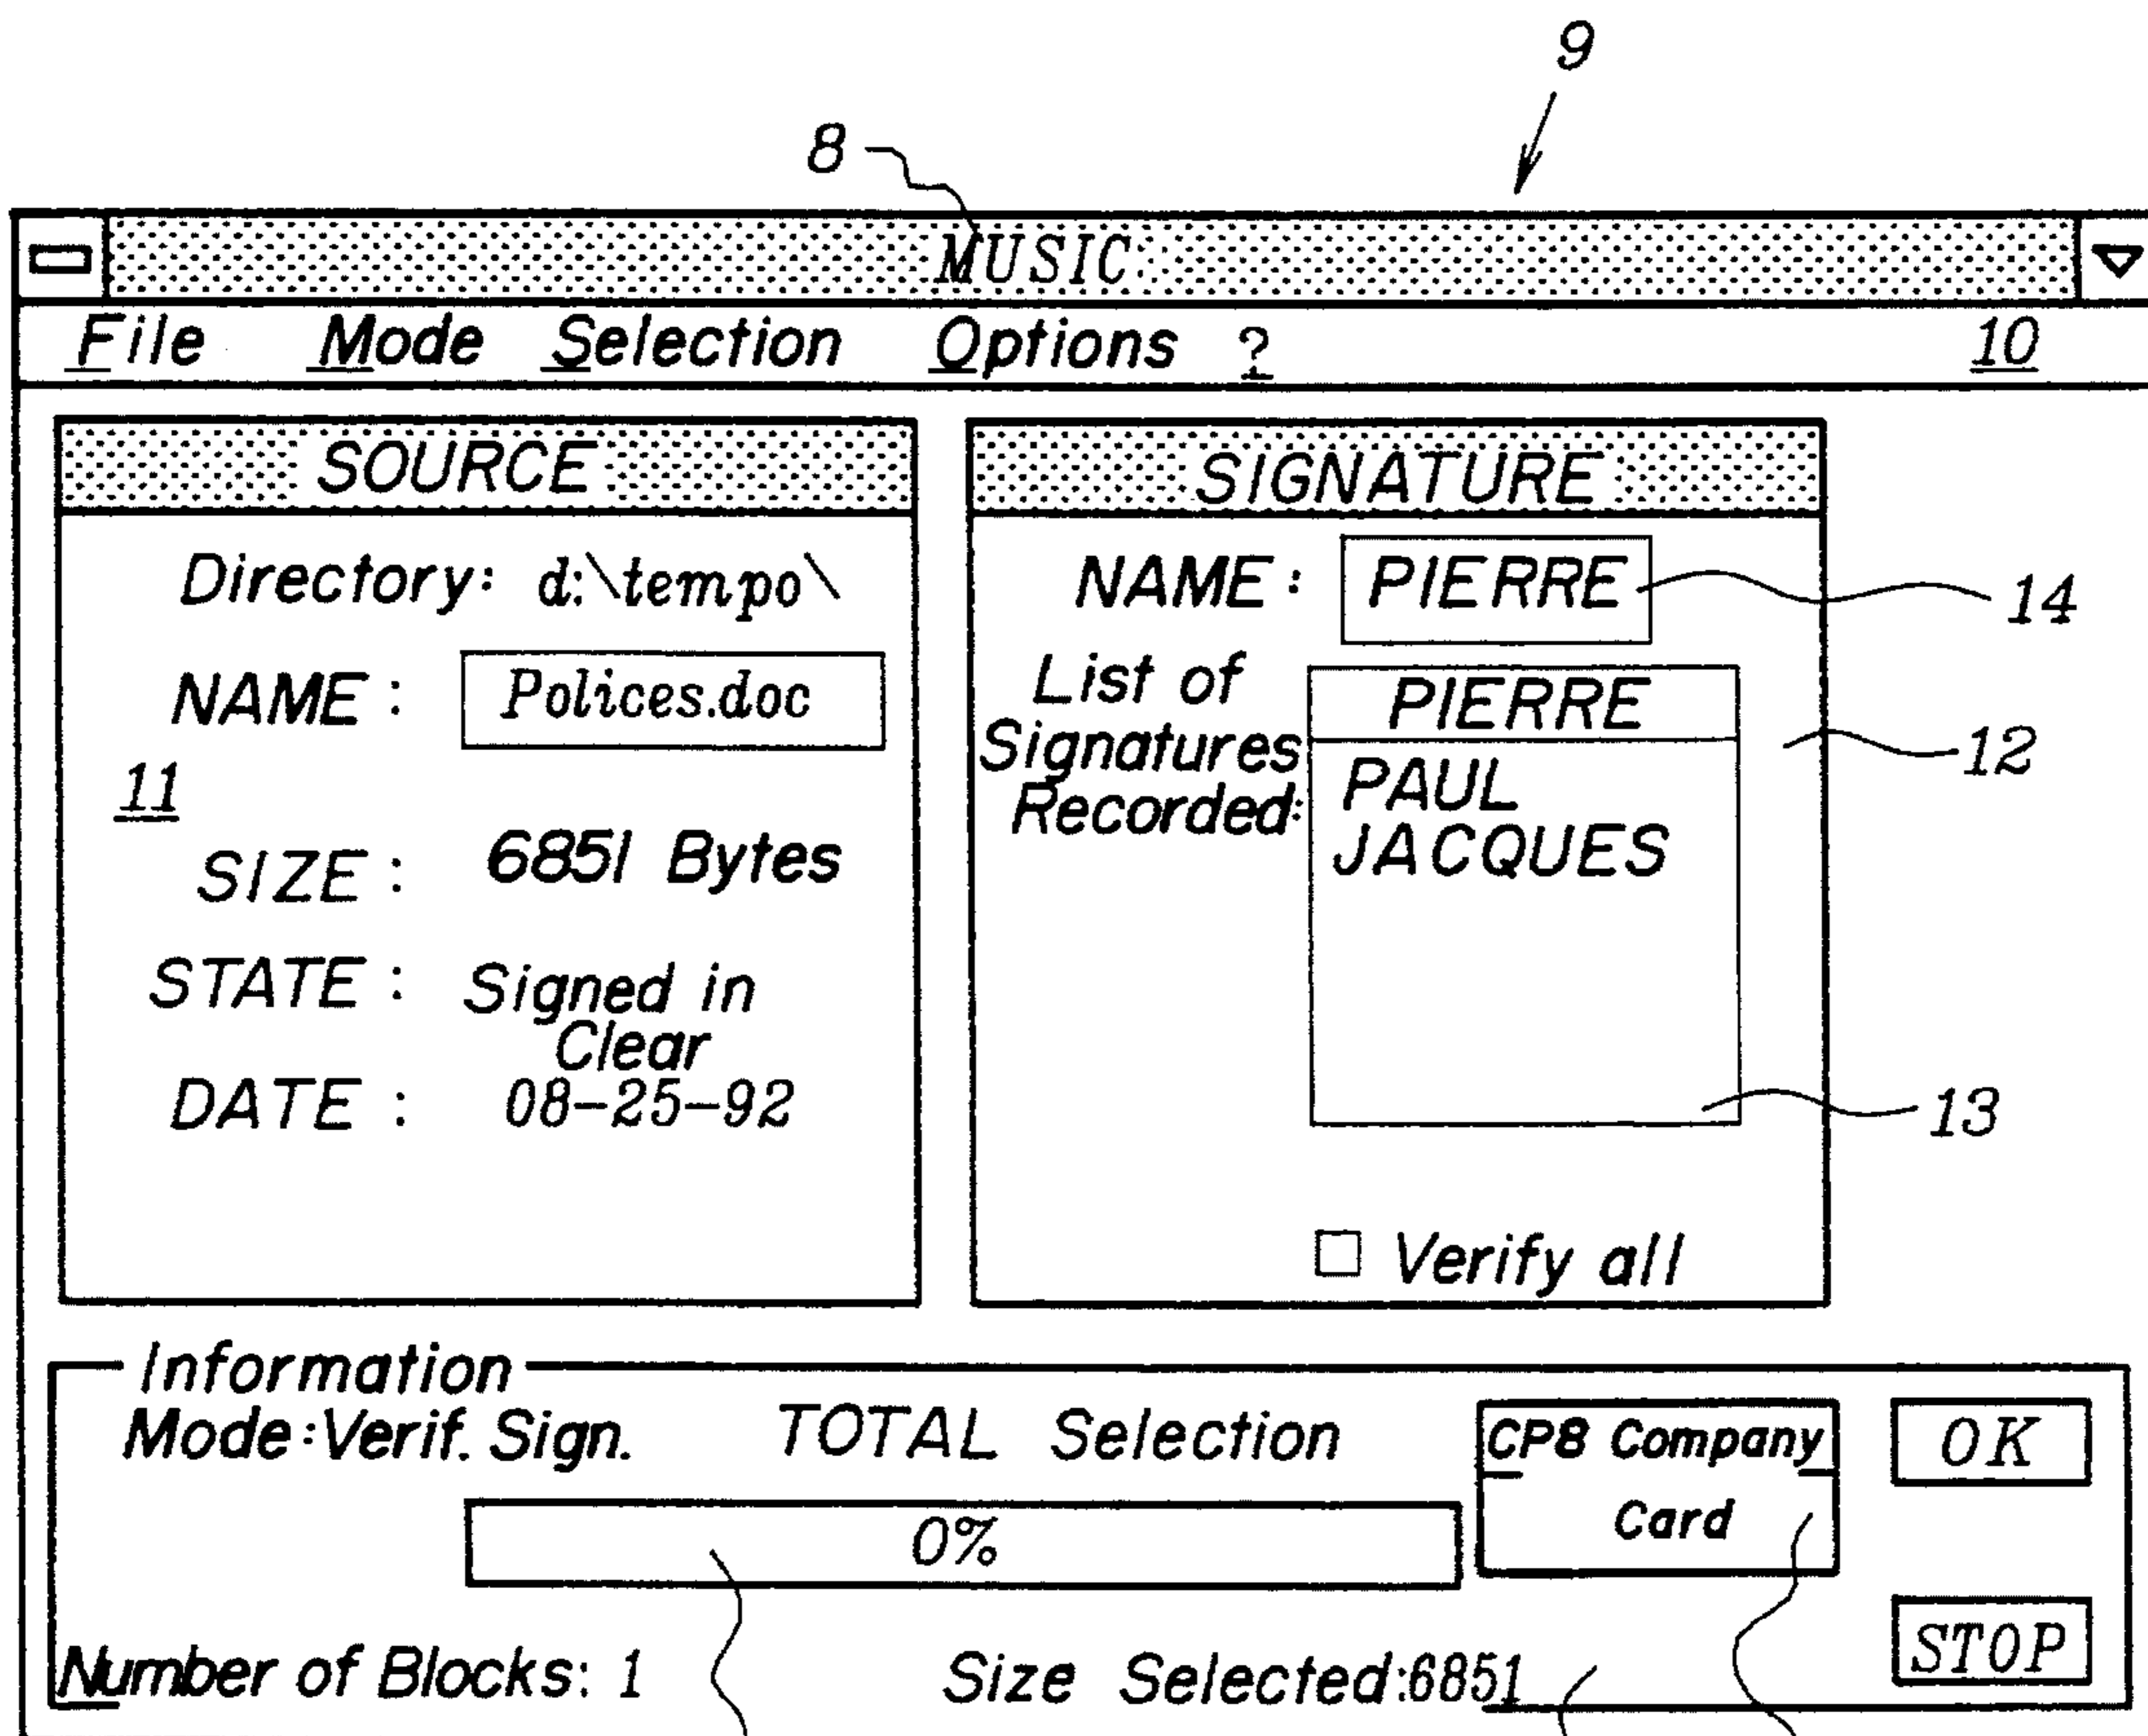 9
8
MUSIC
File Mode Selection Options ? 10
SOURCE
Directory: d:\tempo\
NAME : Polices.doc
11
SIZE : 6851 Bytes
STATE : Signed in
Clear
DATE : 08-25-92
SIGNATURE
NAME : PIERRE
14
List of
Signatures
Recorded:
PIERRE
PAUL
JACQUES
12
13
Verify all
Information
Mode:Verif. Sign. TOTAL Selection
CP8 Company
Card
OK
0%
STOP
Number of Blocks: 1 Size Selected:6851